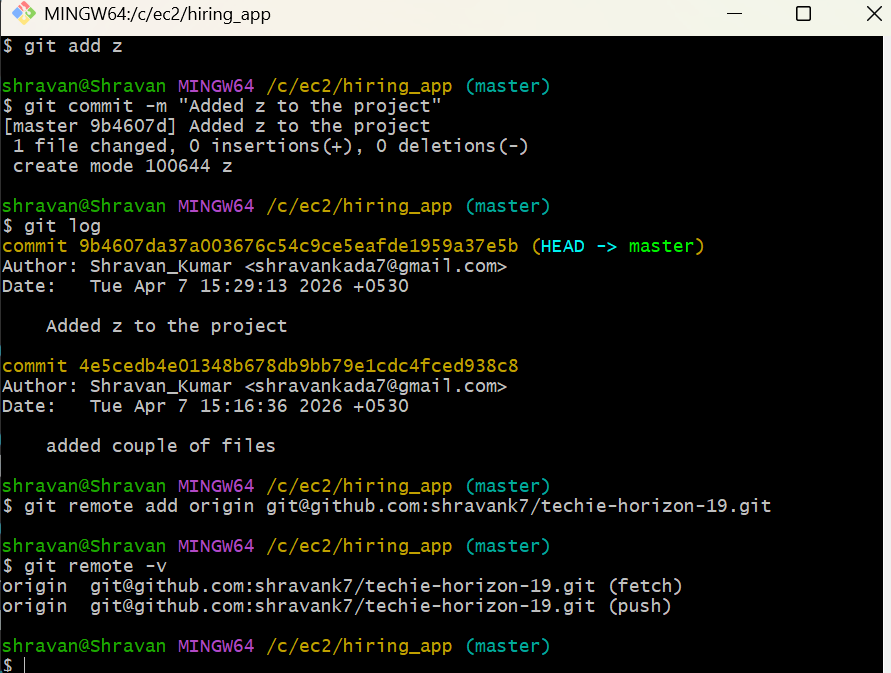 MINGW64:/c/ec2/hiring_app
$ git add z
shravan@Shravan MINGW64 /c/ec2/hiring_app (master)
$ git commit -m "Added z to the project"
[master 9b4607d] Added z to the project
 1 file changed, 0 insertions(+), 0 deletions(-)
 create mode 100644 z
shravan@Shravan MINGW64 /c/ec2/hiring_app (master)
$ git log
commit 9b4607da37a003676c54c9ce5eafde1959a37e5b (HEAD -> master)
Author: Shravan_Kumar <shravankada7@gmail.com>
Date:   Tue Apr 7 15:29:13 2026 +0530
    Added z to the project
commit 4e5cedb4e01348b678db9bb79e1cdc4fced938c8
Author: Shravan_Kumar <shravankada7@gmail.com>
Date:   Tue Apr 7 15:16:36 2026 +0530
    added couple of files
shravan@Shravan MINGW64 /c/ec2/hiring_app (master)
$ git remote add origin git@github.com:shravank7/techie-horizon-19.git
shravan@Shravan MINGW64 /c/ec2/hiring_app (master)
$ git remote -v
origin  git@github.com:shravank7/techie-horizon-19.git (fetch)
origin  git@github.com:shravank7/techie-horizon-19.git (push)
shravan@Shravan MINGW64 /c/ec2/hiring_app (master)
$